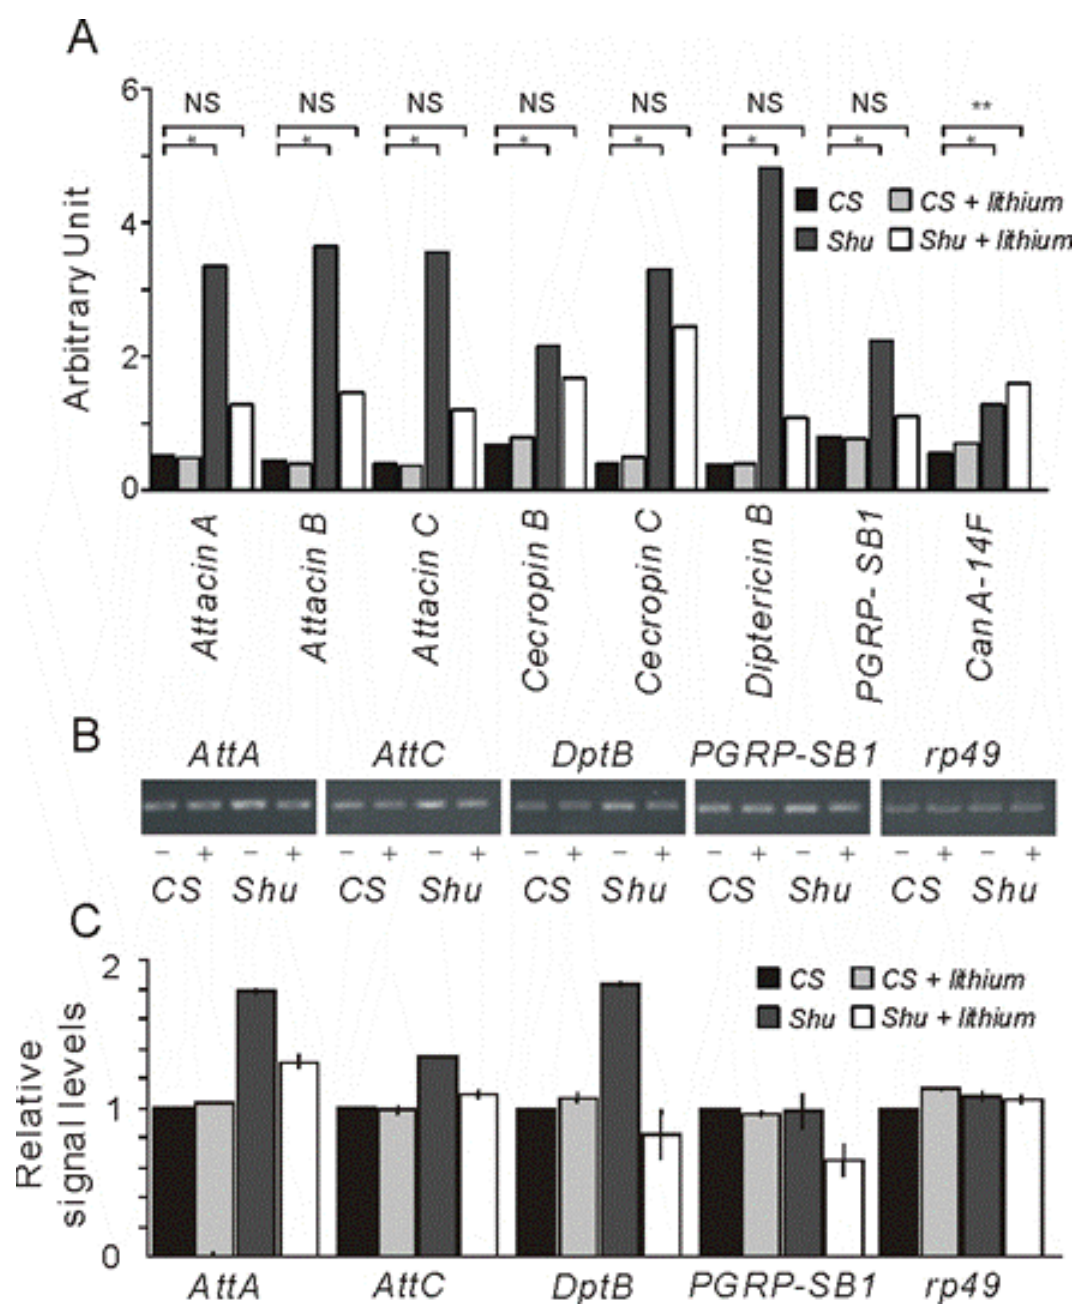 A
6
NS NS NS NS NS NS NS **
* * * * * * * *
CS CS + lithium
Shu Shu + lithium
4
2
0
Arbitrary Unit
Attacin A
Attacin B
Attacin C
Cecropin B
Cecropin C
Diptericin B
PGRP- SB1
CanA-14F
B
AttA AttC DptB PGRP-SB1 rp49
- + - + - + - + - + - + - + - + - + - +
CS Shu CS Shu CS Shu CS Shu CS Shu
C
2
CS CS + lithium
Shu Shu + lithium
1
0
Relative
signal levels
AttA AttC DptB PGRP-SB1 rp49